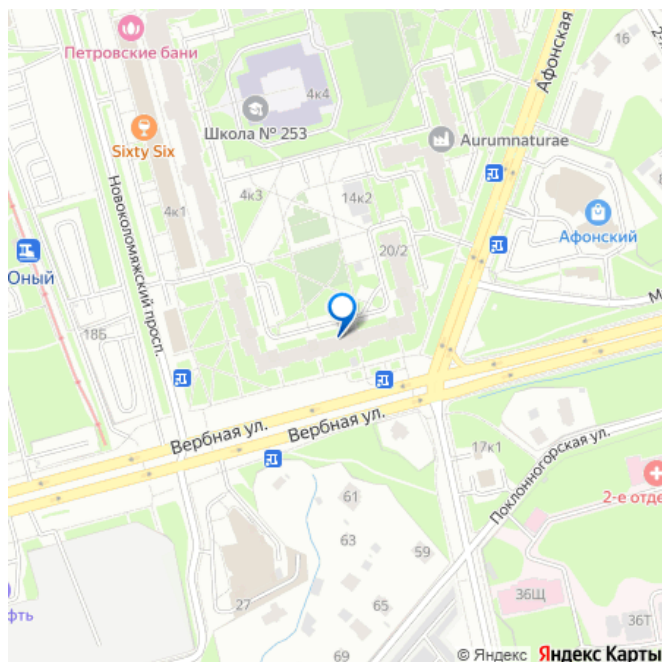 Петровские бани
4к4
16
Афонская
Школа № 253
Sixty Six
Aurumnaturae
4к1
4к3
14к2
Афонский
20/2
Новоколомяжский просп.
Оный
18Б
Вербная ул.
Вербная ул.
17к1
Поклонногорская ул.
2-е отде
61
63
59
27
65
69
36Щ
36Т
фть
© Яндекс Яндекс Карты